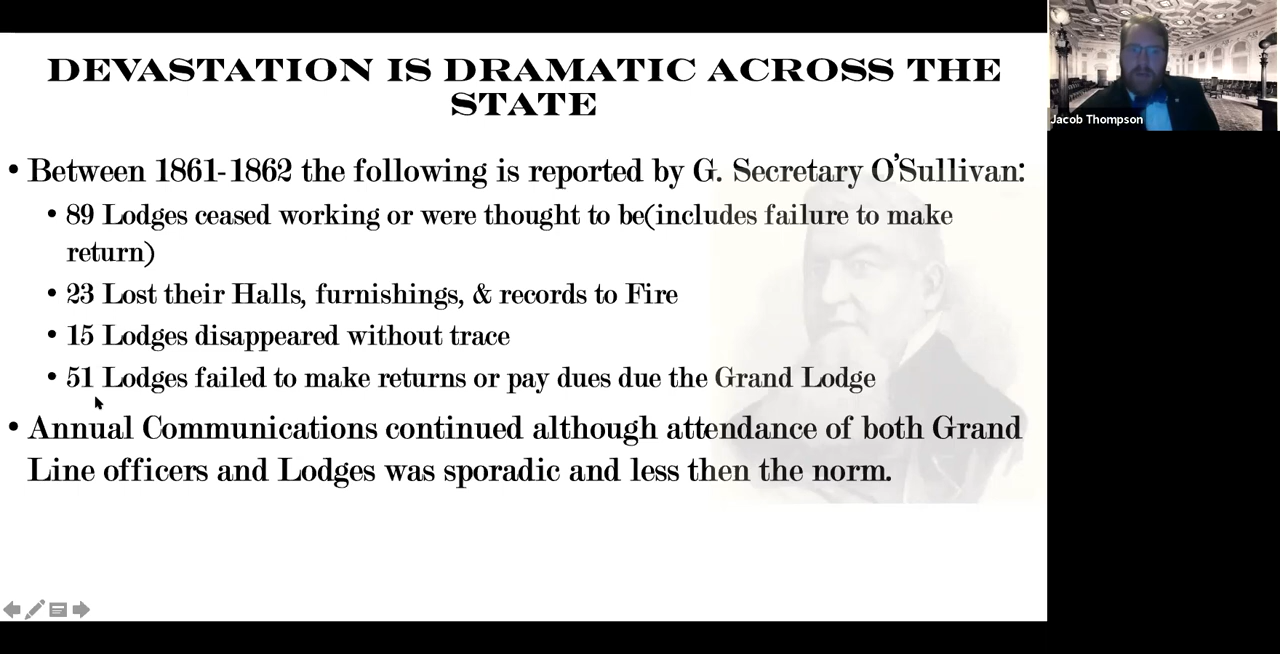 DEVASTATION IS DRAMATIC ACROSS THE
STATE
• Between 1861-1862 the following is reported by G. Secretary O'Sullivan:
• 89 Lodges ceased working or were thought to be(includes failure to make
return)
• 23 Lost their Halls, furnishings, & records to Fire
• 15 Lodges disappeared without trace
• 51 Lodges failed to make returns or pay dues due the Grand Lodge
• Annual Communications continued although attendance of both Grand
Line officers and Lodges was sporadic and less then the norm.
Jacob Thompson